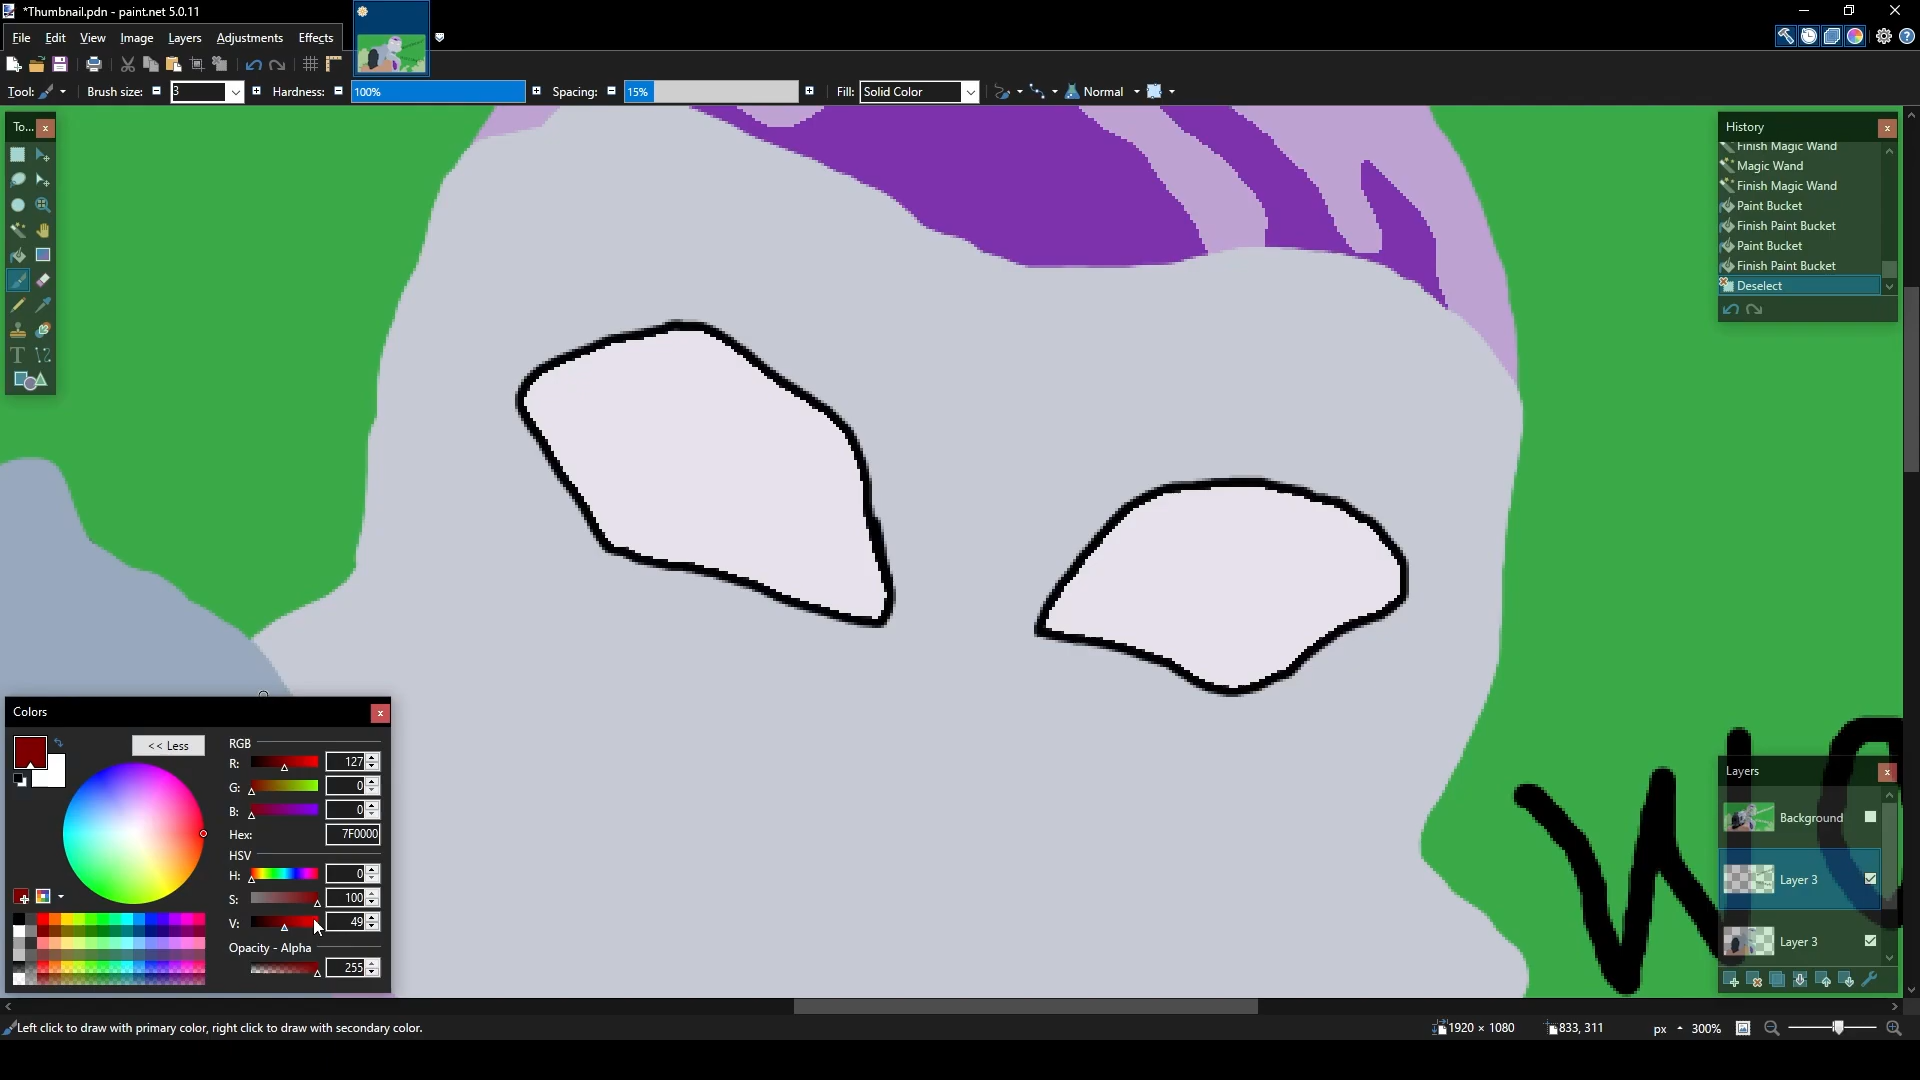 *Thumbnail.pdn - paint.net 5.0.11
File Edit View Image Layers Adjustments Effects
Tool: Brush size: 3 Hardness: 100% Spacing: 15% Fill: Solid Color Normal
To...
History
Finish Magic Wand
Magic Wand
Finish Magic Wand
Paint Bucket
Finish Paint Bucket
Paint Bucket
Finish Paint Bucket
Deselect
Colors
<< Less
RGB
R: 127
G: 0
B: 0
Hex: 7F0000
HSV
H: 0
S: 100
V: 49
Opacity - Alpha
255
Layers
Background
Layer 3
Layer 3
Left click to draw with primary color, right click to draw with secondary color.
1920 × 1080 833, 311 px 300%